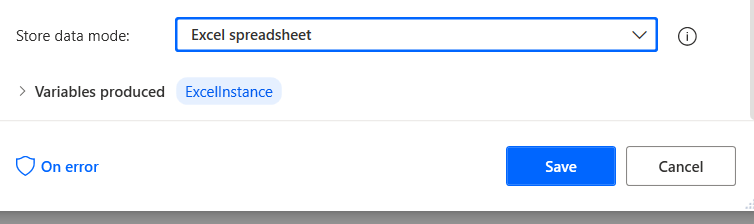 Store data mode: Excel spreadsheet
Variables produced ExcelInstance
On error Save Cancel